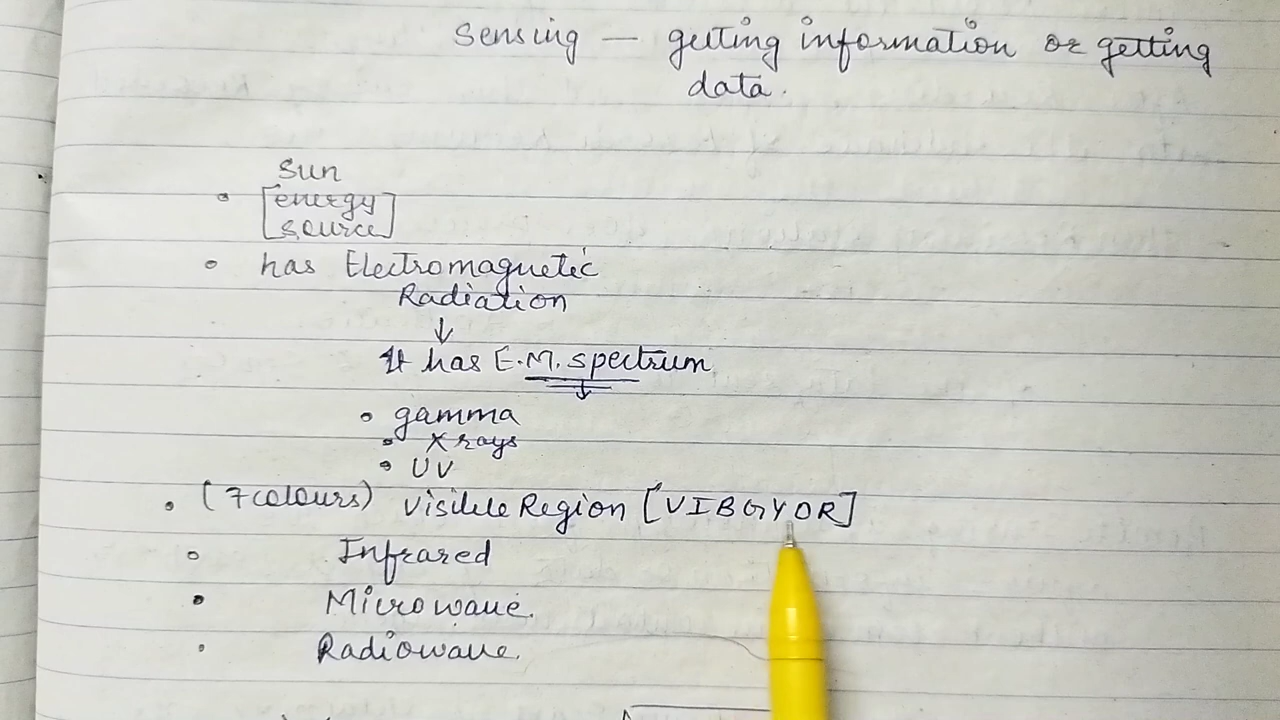 Sensing — getting information or getting
data.
Sun
• [energy
source]
• has Electromagnetic
Radiation
↓
It has E.M. spectrum
↓
• gamma
• X rays
• UV
• (7 colours) Visible Region [VIBGYOR]
• Infrared
• Microwave.
• Radiowave.